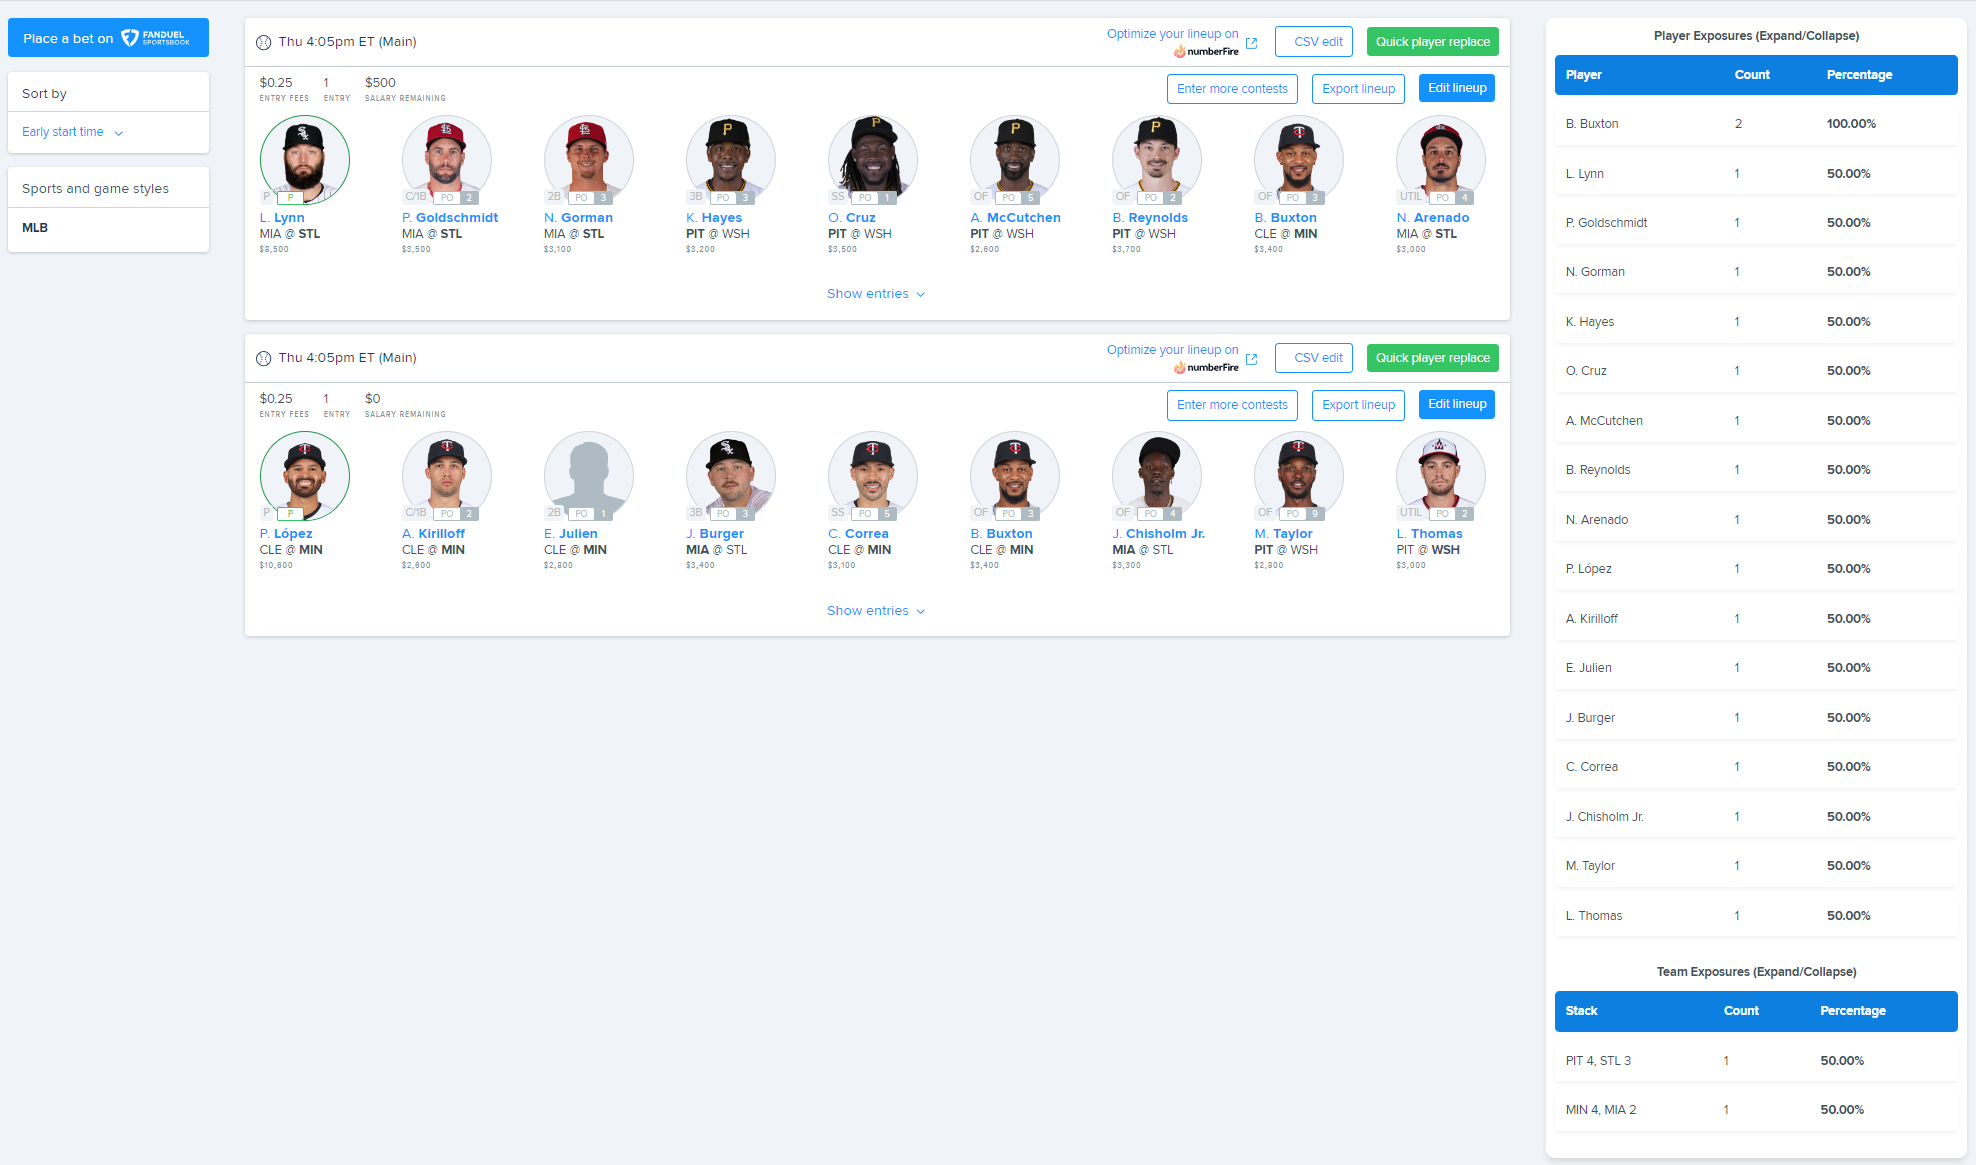 Place a bet on FANDUEL SPORTSBOOK
Sort by
Early start time
Sports and game styles
MLB
Thu 4:05pm ET (Main)
Optimize your lineup on
numberFire
CSV edit
Quick player replace
$0.25 1 $500
ENTRY FEES ENTRY SALARY REMAINING
Enter more contests
Export lineup
Edit lineup
P P C/1B PO 2 2B PO 3 3B PO 3 SS PO 1 OF PO 5 OF PO 2 OF PO 3 UTIL PO 4
L. Lynn P. Goldschmidt N. Gorman K. Hayes O. Cruz A. McCutchen B. Reynolds B. Buxton N. Arenado
MIA @ STL MIA @ STL MIA @ STL PIT @ WSH PIT @ WSH PIT @ WSH PIT @ WSH CLE @ MIN MIA @ STL
$8,500 $3,500 $3,100 $3,200 $3,500 $2,600 $3,700 $3,400 $3,000
Show entries
Thu 4:05pm ET (Main)
Optimize your lineup on
numberFire
CSV edit
Quick player replace
$0.25 1 $0
ENTRY FEES ENTRY SALARY REMAINING
Enter more contests
Export lineup
Edit lineup
P P C/1B PO 2 2B PO 1 3B PO 3 SS PO 5 OF PO 3 OF PO 4 OF PO 9 UTIL PO 2
P. López A. Kirilloff E. Julien J. Burger C. Correa B. Buxton J. Chisholm Jr. M. Taylor L. Thomas
CLE @ MIN CLE @ MIN CLE @ MIN MIA @ STL CLE @ MIN CLE @ MIN MIA @ STL PIT @ WSH PIT @ WSH
$10,600 $2,600 $2,800 $3,400 $3,100 $3,400 $3,300 $2,800 $3,000
Show entries
Player Exposures (Expand/Collapse)
Player Count Percentage
B. Buxton 2 100.00%
L. Lynn 1 50.00%
P. Goldschmidt 1 50.00%
N. Gorman 1 50.00%
K. Hayes 1 50.00%
O. Cruz 1 50.00%
A. McCutchen 1 50.00%
B. Reynolds 1 50.00%
N. Arenado 1 50.00%
P. López 1 50.00%
A. Kirilloff 1 50.00%
E. Julien 1 50.00%
J. Burger 1 50.00%
C. Correa 1 50.00%
J. Chisholm Jr. 1 50.00%
M. Taylor 1 50.00%
L. Thomas 1 50.00%
Team Exposures (Expand/Collapse)
Stack Count Percentage
PIT 4, STL 3 1 50.00%
MIN 4, MIA 2 1 50.00%